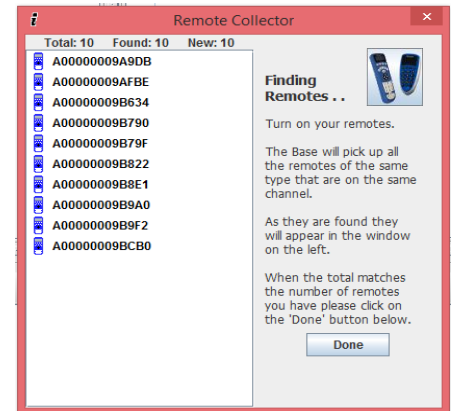 i Remote Collector
Total: 10 Found: 10 New: 10
A00000009A9DB
A00000009AFBE
A00000009B634
A00000009B790
A00000009B79F
A00000009B822
A00000009B8E1
A00000009B9A0
A00000009B9F2
A00000009BCB0
Finding
Remotes . .
Turn on your remotes.
The Base will pick up all
the remotes of the same
type that are on the same
channel.
As they are found they
will appear in the window
on the left.
When the total matches
the number of remotes
you have please click on
the 'Done' button below.
Done